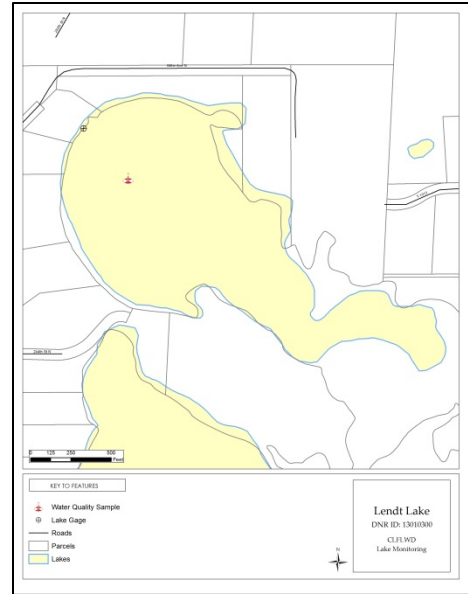 0 125 250 500
Feet
KEY TO FEATURES
Water Quality Sample
Lake Gage
Roads
Parcels
Lakes
N
Lendt Lake
DNR ID: 13010300
CLFLWD
Lake Monitoring